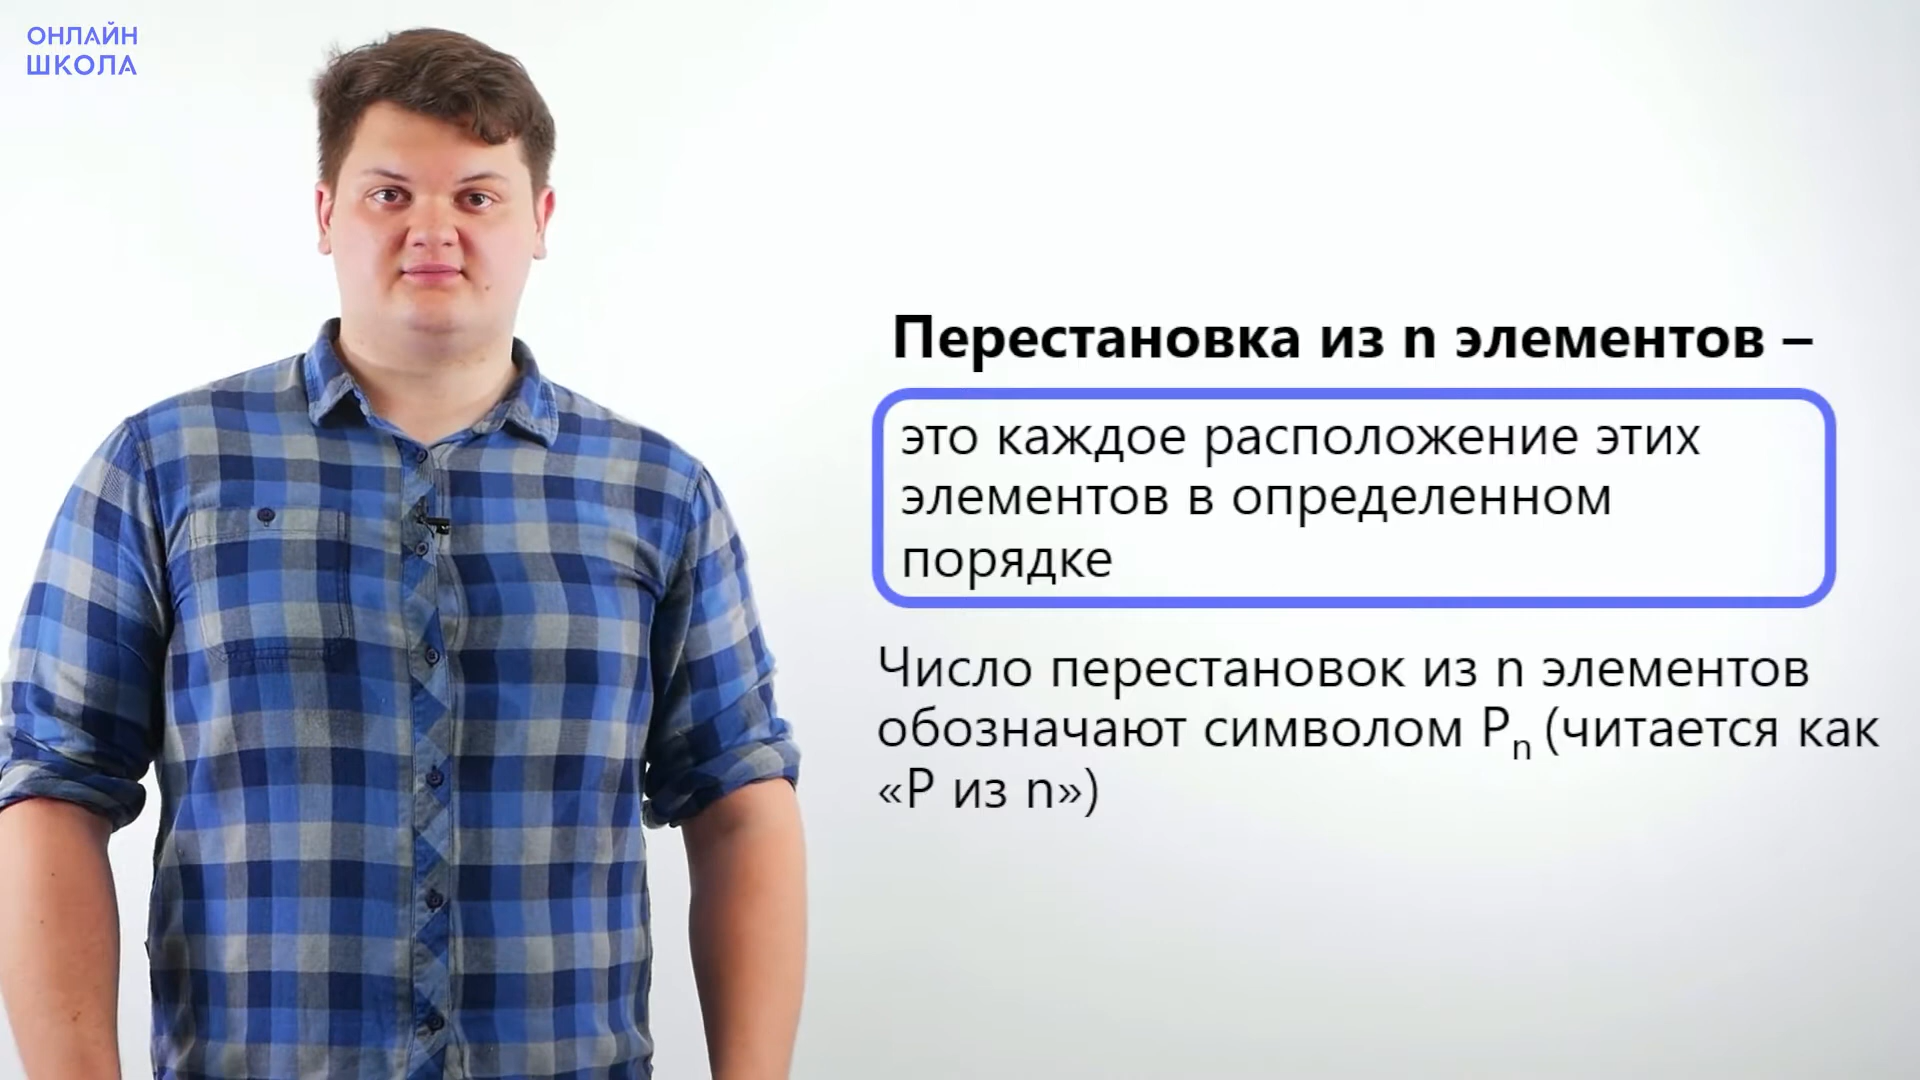 ОНЛАЙН
ШКОЛА
Перестановка из n элементов –
это каждое расположение этих
элементов в определенном
порядке
Число перестановок из n элементов
обозначают символом Pn (читается как
«P из n»)